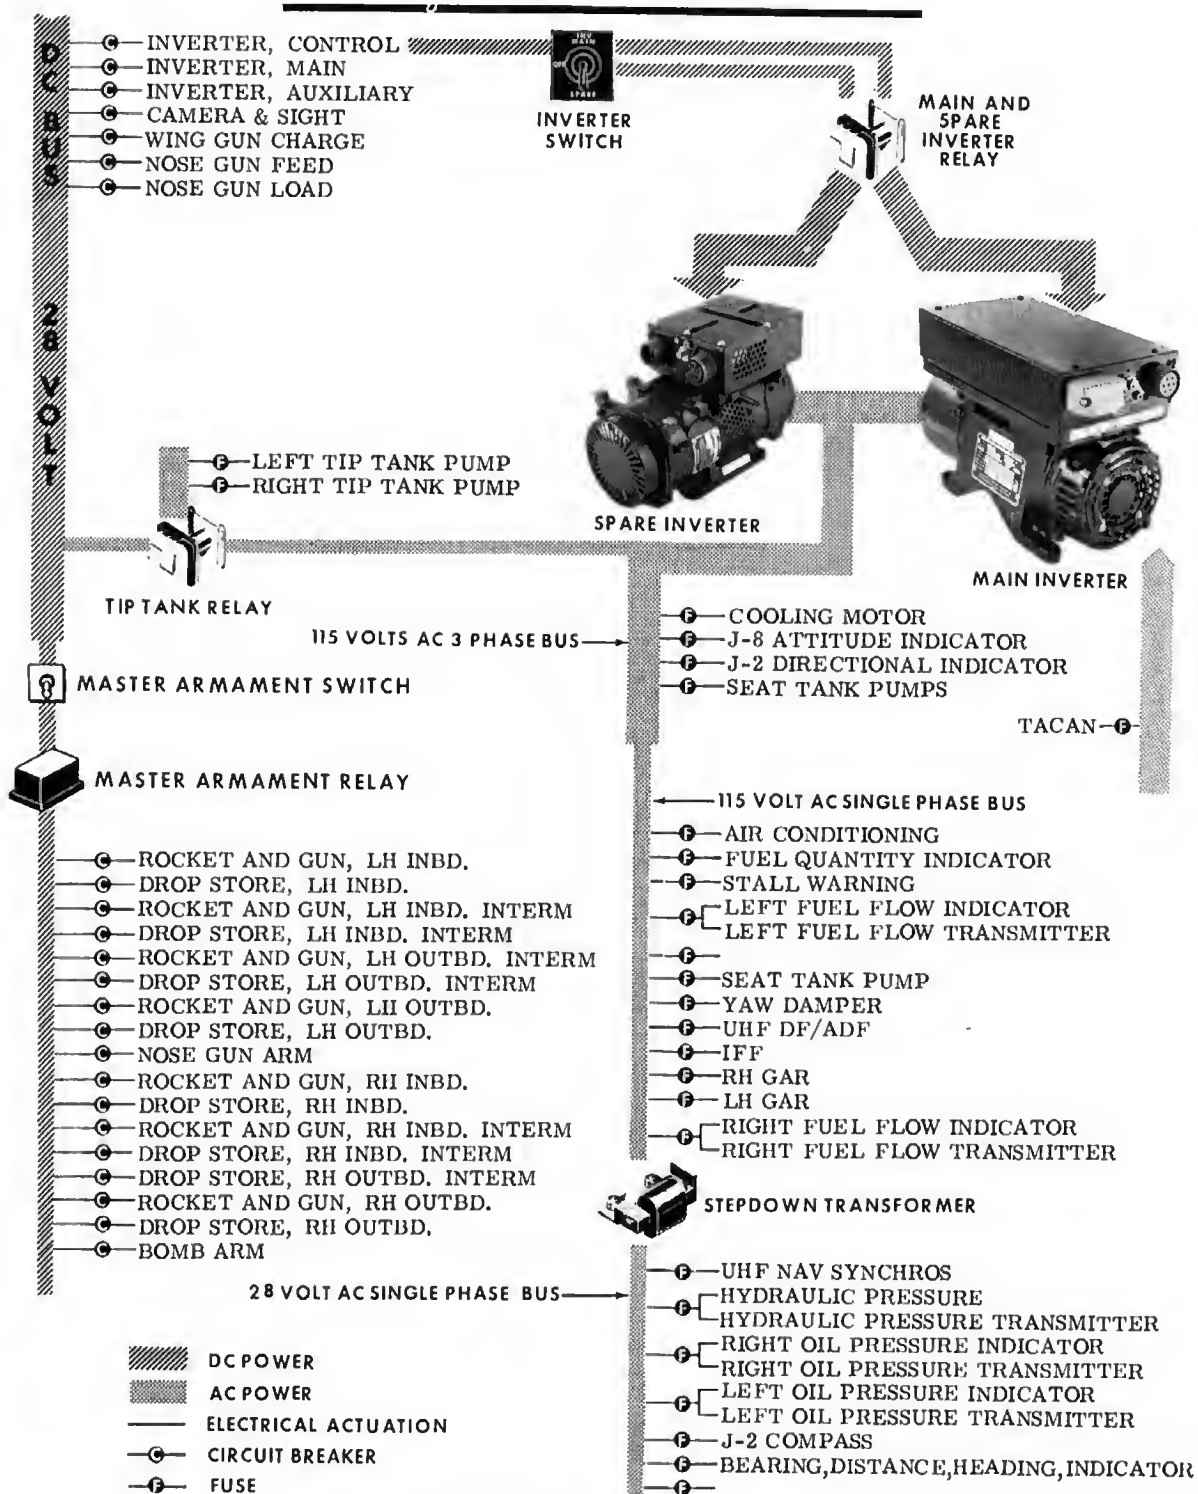 DC BUS
28 VOLT
INVERTER, CONTROL
INVERTER, MAIN
INVERTER, AUXILIARY
CAMERA & SIGHT
WING GUN CHARGE
NOSE GUN FEED
NOSE GUN LOAD
INV
MAIN
OFF
SPARE
INVERTER
SWITCH
MAIN AND
SPARE
INVERTER
RELAY
SPARE INVERTER
MAIN INVERTER
LEFT TIP TANK PUMP
RIGHT TIP TANK PUMP
TIP TANK RELAY
115 VOLTS AC 3 PHASE BUS
COOLING MOTOR
J-8 ATTITUDE INDICATOR
J-2 DIRECTIONAL INDICATOR
SEAT TANK PUMPS
TACAN
MASTER ARMAMENT SWITCH
MASTER ARMAMENT RELAY
ROCKET AND GUN, LH INBD.
DROP STORE, LH INBD.
ROCKET AND GUN, LH INBD. INTERM
DROP STORE, LH INBD. INTERM
ROCKET AND GUN, LH OUTBD. INTERM
DROP STORE, LH OUTBD. INTERM
ROCKET AND GUN, LH OUTBD.
DROP STORE, LH OUTBD.
NOSE GUN ARM
ROCKET AND GUN, RH INBD.
DROP STORE, RH INBD.
ROCKET AND GUN, RH INBD. INTERM
DROP STORE, RH INBD. INTERM
DROP STORE, RH OUTBD. INTERM
ROCKET AND GUN, RH OUTBD.
DROP STORE, RH OUTBD.
BOMB ARM
115 VOLT AC SINGLE PHASE BUS
AIR CONDITIONING
FUEL QUANTITY INDICATOR
STALL WARNING
LEFT FUEL FLOW INDICATOR
LEFT FUEL FLOW TRANSMITTER
SEAT TANK PUMP
YAW DAMPER
UHF DF/ADF
IFF
RH GAR
LH GAR
RIGHT FUEL FLOW INDICATOR
RIGHT FUEL FLOW TRANSMITTER
STEPDOWN TRANSFORMER
28 VOLT AC SINGLE PHASE BUS
UHF NAV SYNCHROS
HYDRAULIC PRESSURE
HYDRAULIC PRESSURE TRANSMITTER
RIGHT OIL PRESSURE INDICATOR
RIGHT OIL PRESSURE TRANSMITTER
LEFT OIL PRESSURE INDICATOR
LEFT OIL PRESSURE TRANSMITTER
J-2 COMPASS
BEARING,DISTANCE,HEADING,INDICATOR
DC POWER
AC POWER
ELECTRICAL ACTUATION
C CIRCUIT BREAKER
F FUSE